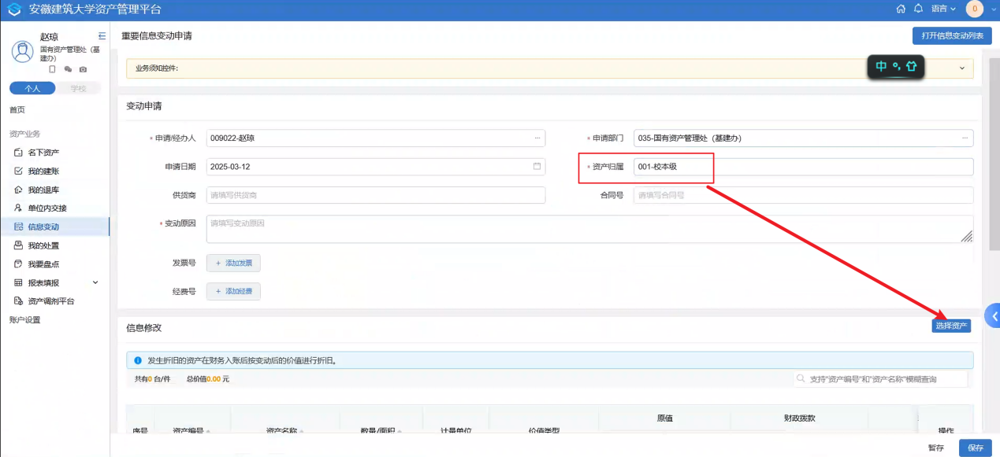 安徽建筑大学资产管理平台
语言
0
赵琼
国有资产管理处（基
建办）
个人
学校
首页
资产业务
名下资产
我的建账
我的退库
单位内交接
信息变动
我的处置
我要盘点
报表填报
资产调剂平台
账户设置
重要信息变动申请
打开信息变动列表
业务须知控件:
中 °,
变动申请
* 申请/经办人
009022-赵琼
* 申请部门
035-国有资产管理处（基建办）
申请日期
2025-03-12
* 资产归属
001-校本级
供货商
请填写供货商
合同号
请填写合同号
* 变动原因
请填写变动原因
发票号
+ 添加发票
经费号
+ 添加经费
信息修改
选择资产
发生折旧的资产在财务入账后按变动后的价值进行折旧。
共有0 台/件 总价值0.00 元
支持"资产编号"和"资产名称"模糊查询
原值
财政拨款
序号
资产编号
资产名称
数量/面积
计量单位
价值类型
操作
暂存
保存